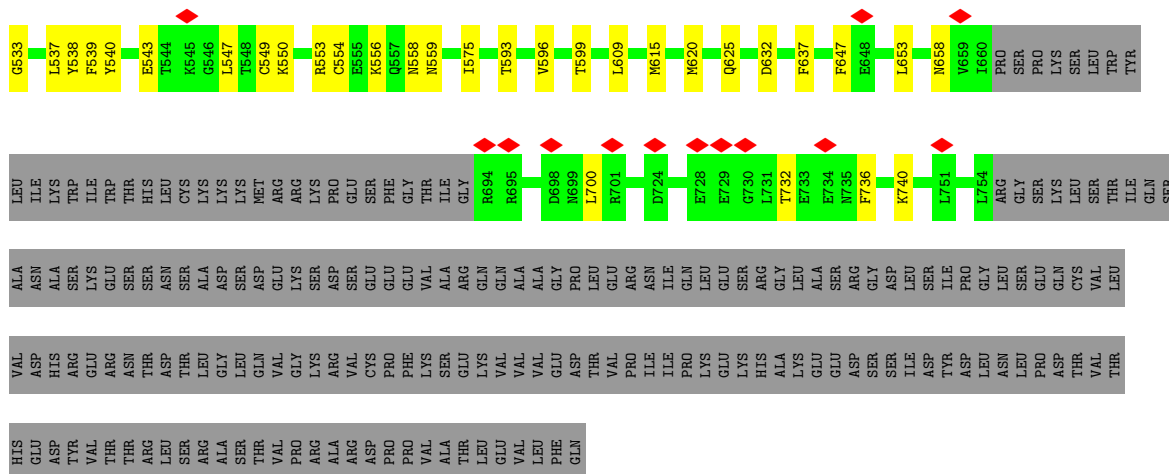 G533 L537 Y538 F539 Y540 E543 T544 K545 G546 L547 T548 C549 K550 R553 C554 E555 K556 Q557 N558 N559 I575 T593 V596 T599 L609 M615 M620 Q625 D632 F637 F647 E648 L653 N658 V659 I660 PRO SER PRO LYS SER LEU TRP TYR
LEU ILE LYS TRP ILE TRP THR HIS LEU CYS LYS LYS LYS MET ARG ARG LYS PRO GLU SER PHE GLY THR ILE GLY R694 R695 D698 N699 L700 R701 D724 E728 E729 G730 L731 T732 E733 E734 N735 F736 K740 L751 L754 ARG GLY SER LYS LEU SER THR ILE GLN SER
ALA ASN ALA SER LYS GLU SER SER ASN SER ALA ASP SER ASP GLU LYS SER ASP SER GLU GLU GLU VAL ALA ARG GLN GLN ALA ALA GLY PRO LEU GLU ARG ASN ILE GLN LEU GLU SER ARG GLY LEU ALA SER ARG GLY ASP LEU SER ILE PRO GLY LEU SER GLU GLN CYS VAL LEU
VAL ASP HIS ARG GLU ARG ASN THR ASP THR LEU GLY LEU GLN VAL GLY LYS ARG VAL CYS PRO PHE LYS SER GLU LYS VAL VAL VAL GLU ASP THR VAL PRO ILE ILE PRO LYS GLU LYS HIS ALA LYS GLU GLU ASP SER SER ILE ASP TYR ASP LEU ASN LEU PRO ASP THR VAL THR
HIS GLU ASP TYR VAL THR THR ARG LEU SER ARG ALA SER THR VAL PRO ARG ALA ARG ASP PRO PRO VAL ALA THR LEU GLU VAL LEU PHE GLN